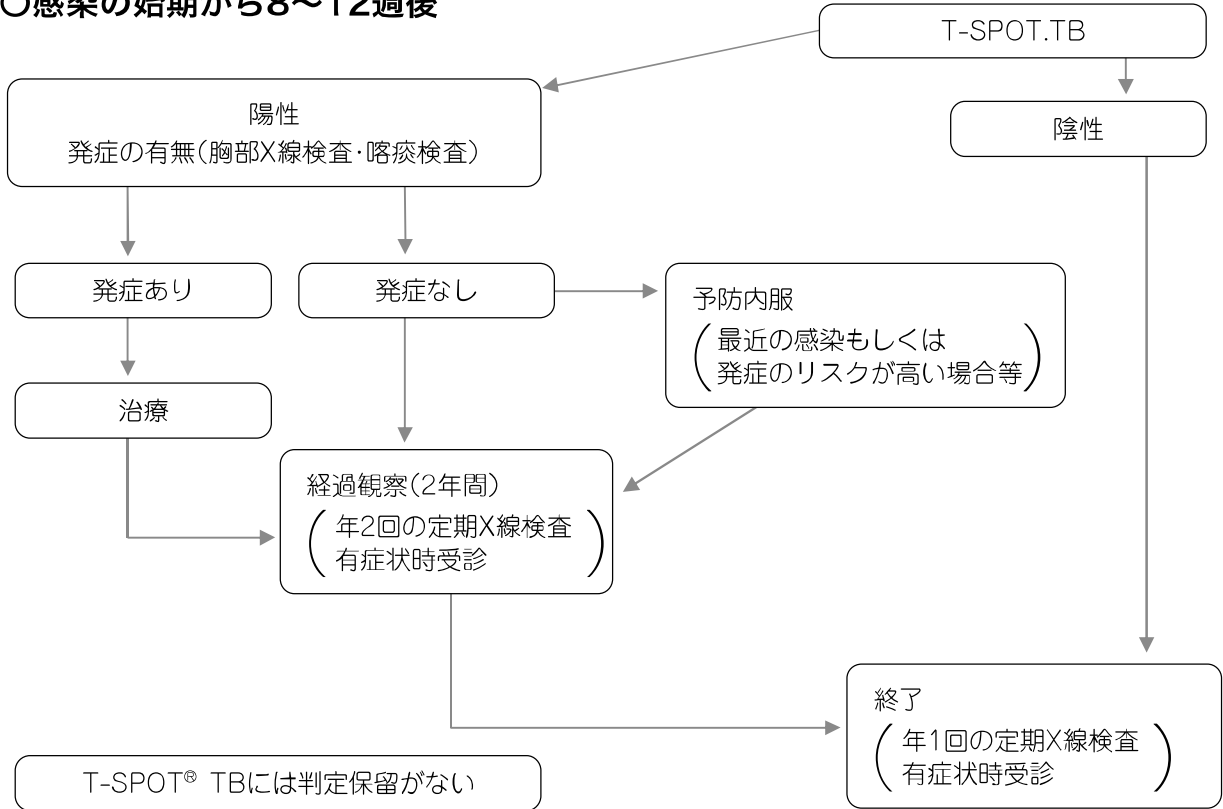 〇感染の始期から8～12週後
T-SPOT.TB
陽性
発症の有無(胸部X線検査・喀痰検査)
陰性
発症あり
発症なし
予防内服
最近の感染もしくは
発症のリスクが高い場合等
治療
経過観察(2年間)
年2回の定期X線検査
有症状時受診
終了
年1回の定期X線検査
有症状時受診
T-SPOT® TBには判定保留がない